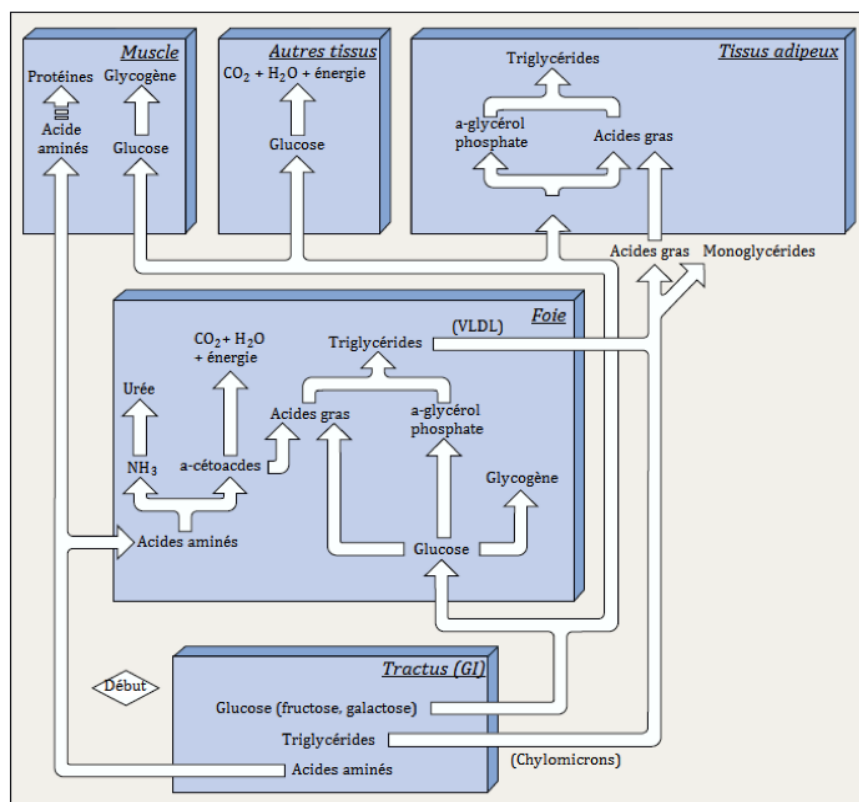 Muscle
Autres tissus
Tissus adipeux
Protéines
Glycogène
CO2 + H2O + énergie
Triglycérides
Acide
aminés
Glucose
Glucose
a-glycérol
phosphate
Acides gras
Acides gras
Monoglycérides
Foie
(VLDL)
CO2 + H2O
+ énergie
Triglycérides
Urée
Acides gras
a-glycérol
phosphate
NH3
a-cétoacdes
Glycogène
Acides aminés
Glucose
Tractus (GI)
Début
Glucose (fructose, galactose)
Triglycérides
(Chylomicrons)
Acides aminés